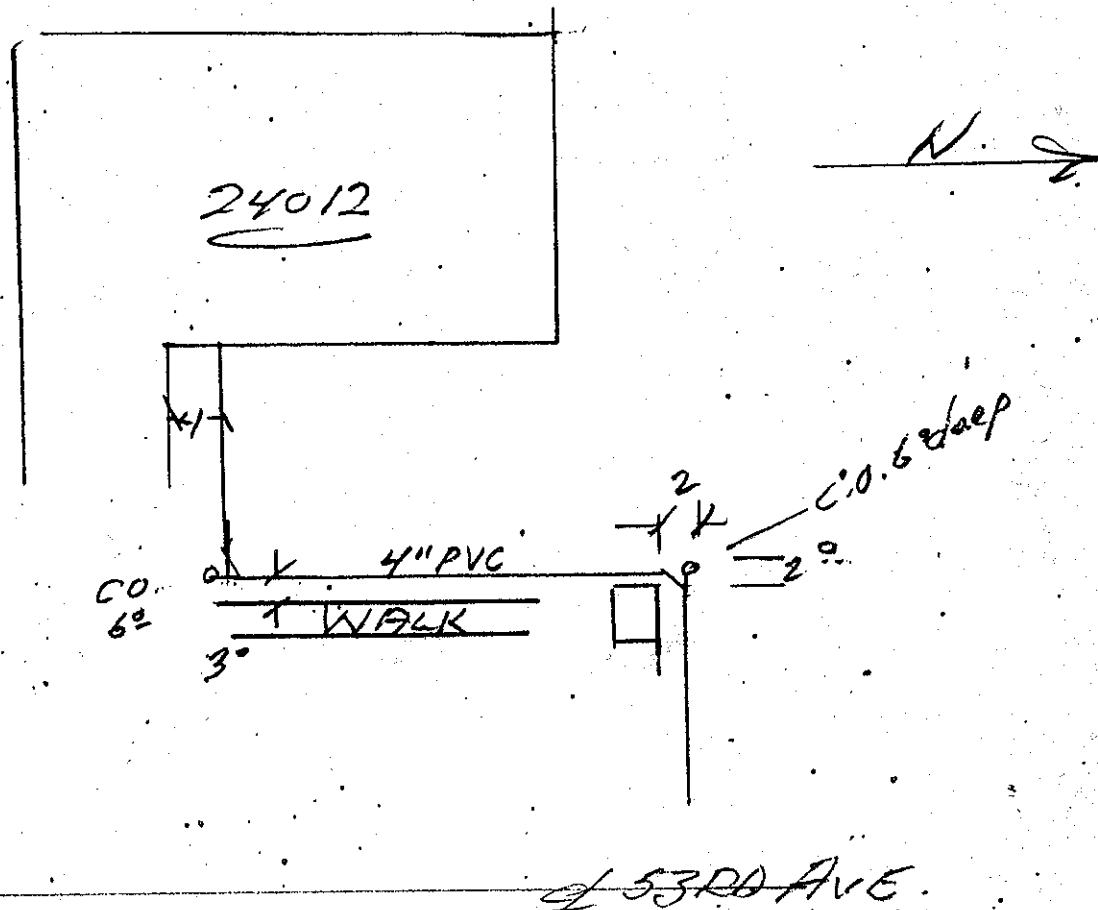 N.
24012
1
2
C.O. 6° deep
4" PVC
2°
CO.
6°
WALK
3°
℄ 53RD AVE.